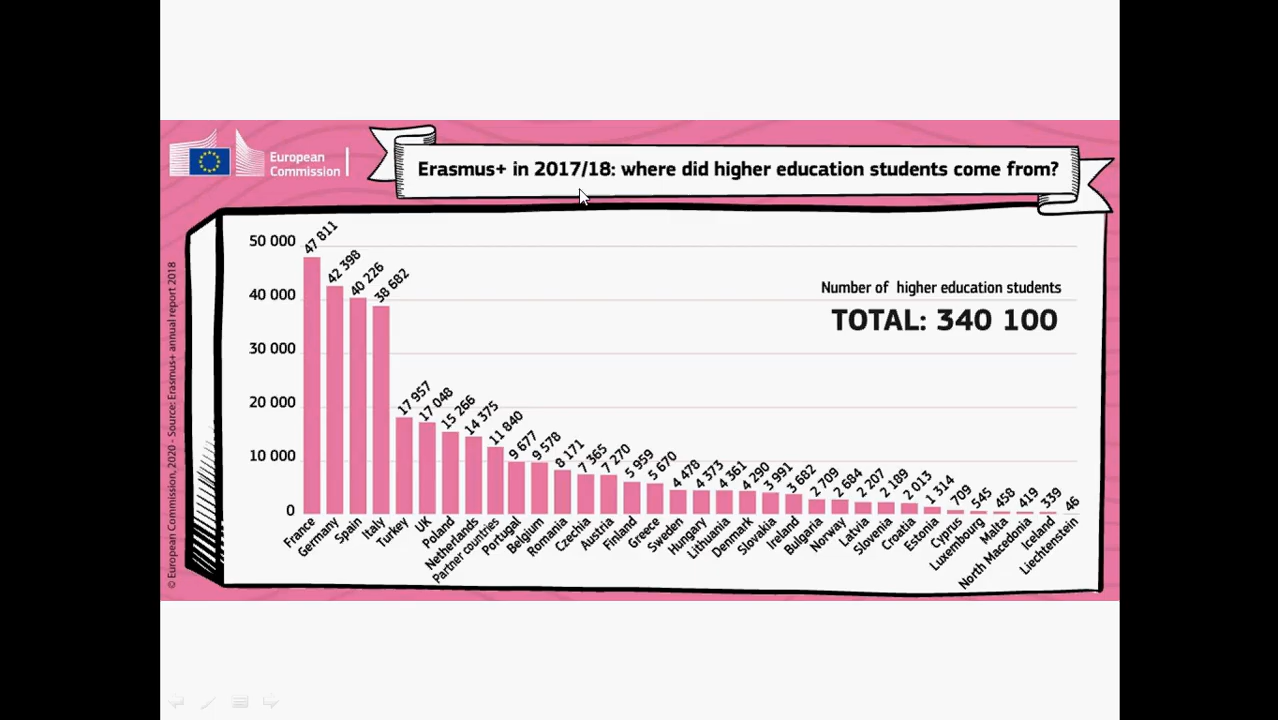 European
Commission
Erasmus+ in 2017/18: where did higher education students come from?
50 000
40 000
30 000
20 000
10 000
0
47 811
42 398
40 226
38 682
17 957
17 048
15 266
14 375
11 840
9 677
9 578
8 171
7 365
7 270
5 959
5 670
4 478
4 373
4 361
4 290
3 991
3 682
2 709
2 684
2 207
2 189
2 013
1 314
709
545
458
419
339
46
Number of higher education students
TOTAL: 340 100
France
Germany
Spain
Italy
Turkey
UK
Poland
Netherlands
Partner countries
Portugal
Belgium
Romania
Czechia
Austria
Finland
Greece
Sweden
Hungary
Lithuania
Denmark
Slovakia
Ireland
Bulgaria
Norway
Latvia
Slovenia
Croatia
Estonia
Cyprus
Luxembourg
Malta
North Macedonia
Iceland
Liechtenstein
© European Commission, 2020 - Source: Erasmus+ annual report 2018